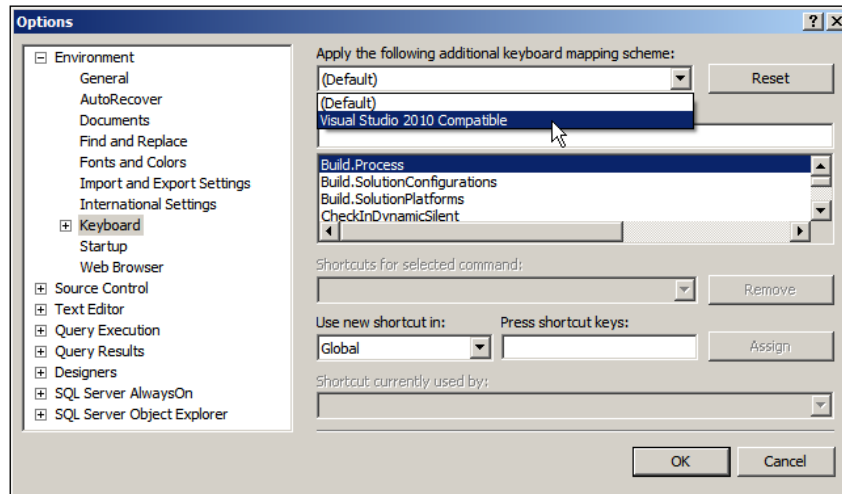 Options
Environment
General
AutoRecover
Documents
Find and Replace
Fonts and Colors
Import and Export Settings
International Settings
Keyboard
Startup
Web Browser
Source Control
Text Editor
Query Execution
Query Results
Designers
SQL Server AlwaysOn
SQL Server Object Explorer
Apply the following additional keyboard mapping scheme:
(Default)
Reset
(Default)
Visual Studio 2010 Compatible
Build.Process
Build.SolutionConfigurations
Build.SolutionPlatforms
CheckInDynamicSilent
Shortcuts for selected command:
Remove
Use new shortcut in:
Press shortcut keys:
Global
Assign
Shortcut currently used by:
OK
Cancel